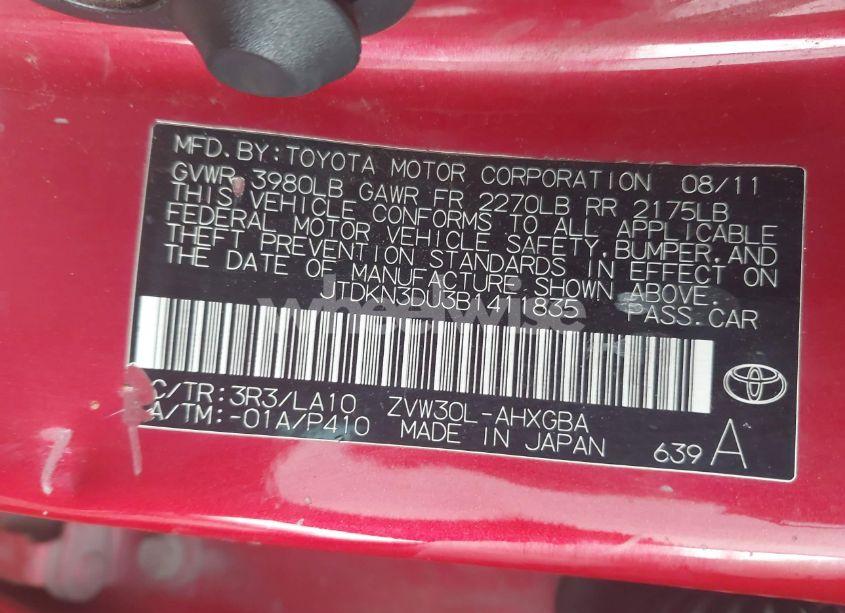 MFD. BY: TOYOTA MOTOR CORPORATION 08/11
GVWR 3980LB GAWR FR 2270LB RR 2175LB
THIS VEHICLE CONFORMS TO ALL APPLICABLE
FEDERAL MOTOR VEHICLE SAFETY, BUMPER, AND
THEFT PREVENTION STANDARDS IN EFFECT ON
THE DATE OF MANUFACTURE SHOWN ABOVE.
JTDKN3DU3B1411835 PASS. CAR
wheelwise
C/TR: 3R3/LA10 ZVW30L-AHXGBA
A/TM: -01A/P410 MADE IN JAPAN
639 A